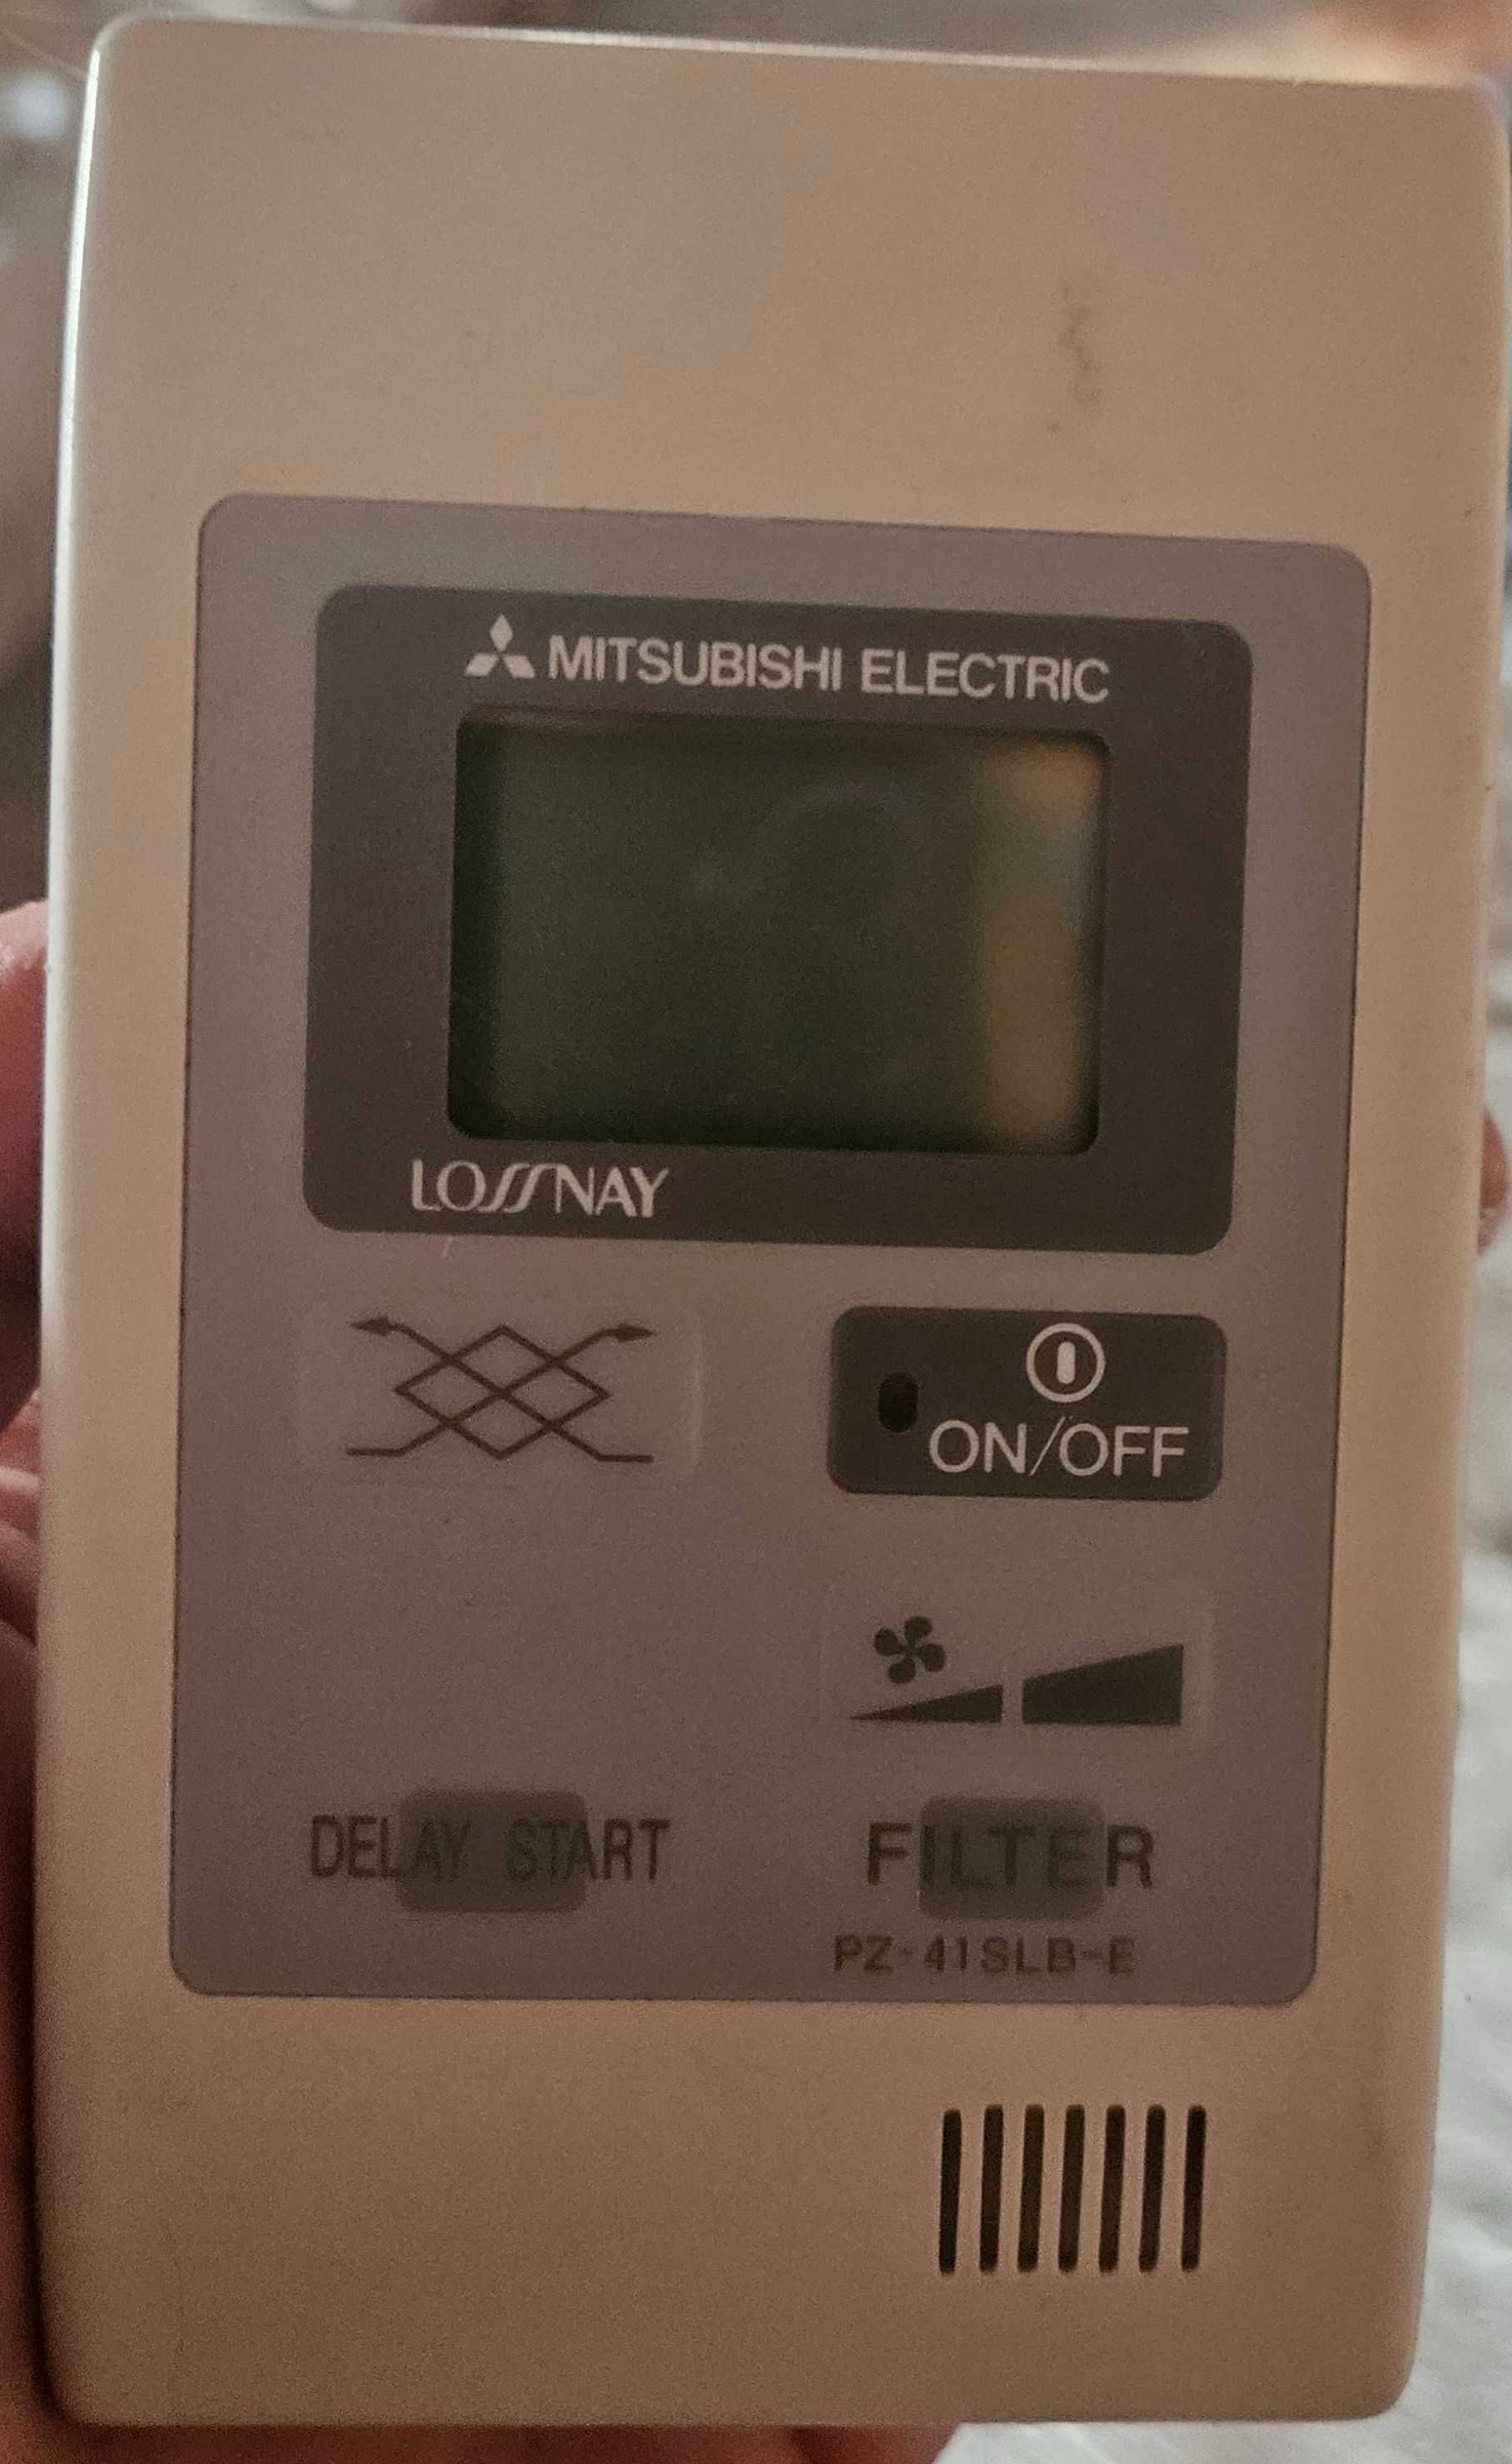 MITSUBISHI ELECTRIC
LOSSNAY
ON/OFF
DELAY START
FILTER
PZ-41SLB-E